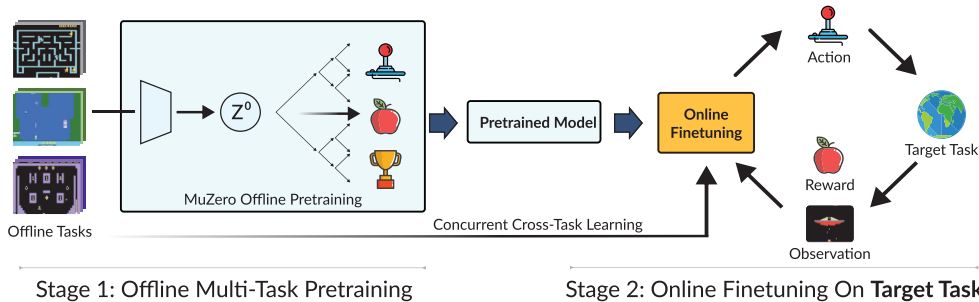 Offline Tasks
Z⁰
MuZero Offline Pretraining
Pretrained Model
Online
Finetuning
Action
Target Task
Reward
Observation
Concurrent Cross-Task Learning
Stage 1: Offline Multi-Task Pretraining
Stage 2: Online Finetuning On Target Task